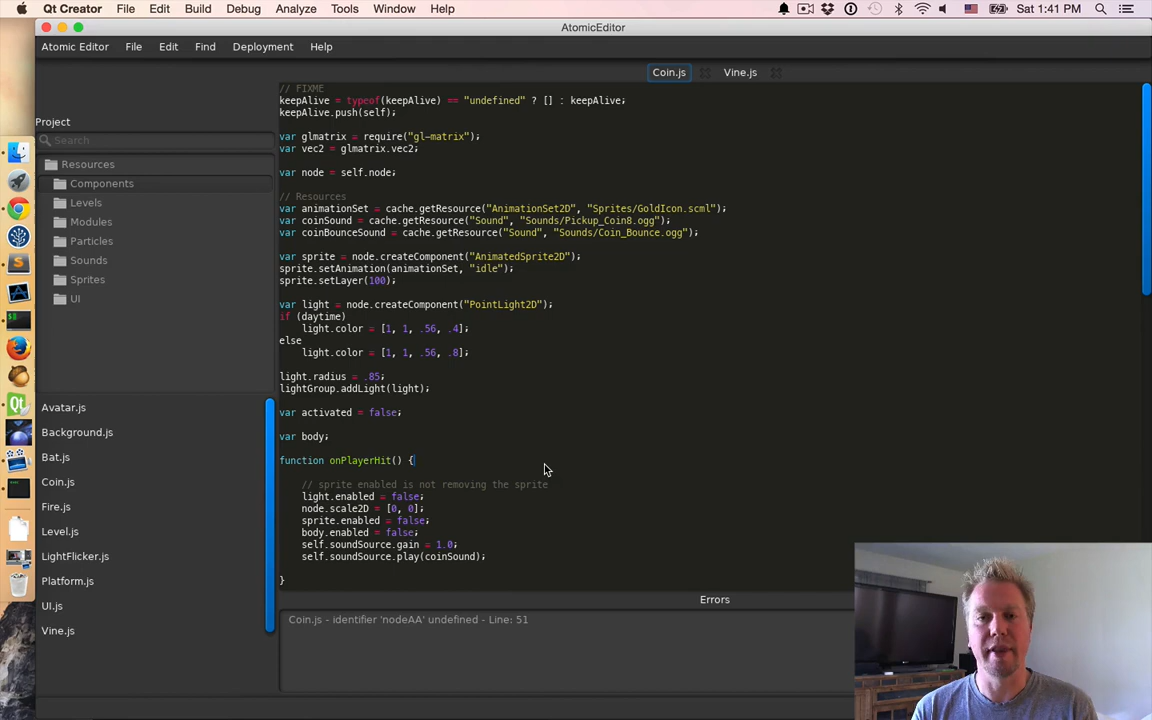 Qt Creator File Edit Build Debug Analyze Tools Window Help Sat 1:41 PM
AtomicEditor
Atomic Editor File Edit Find Deployment Help
Coin.js Vine.js
Project
Search
Resources
Components
Levels
Modules
Particles
Sounds
Sprites
UI
Avatar.js
Background.js
Bat.js
Coin.js
Fire.js
Level.js
LightFlicker.js
Platform.js
UI.js
Vine.js
// FIXME
keepAlive = typeof(keepAlive) == "undefined" ? [] : keepAlive;
keepAlive.push(self);
var glmatrix = require("gl-matrix");
var vec2 = glmatrix.vec2;
var node = self.node;
// Resources
var animationSet = cache.getResource("AnimationSet2D", "Sprites/GoldIcon.scml");
var coinSound = cache.getResource("Sound", "Sounds/Pickup_Coin8.ogg");
var coinBounceSound = cache.getResource("Sound", "Sounds/Coin_Bounce.ogg");
var sprite = node.createComponent("AnimatedSprite2D");
sprite.setAnimation(animationSet, "idle");
sprite.setLayer(100);
var light = node.createComponent("PointLight2D");
if (daytime)
light.color = [1, 1, .56, .4];
else
light.color = [1, 1, .56, .8];
light.radius = .85;
lightGroup.addLight(light);
var activated = false;
var body;
function onPlayerHit() {
// sprite enabled is not removing the sprite
light.enabled = false;
node.scale2D = [0, 0];
sprite.enabled = false;
body.enabled = false;
self.soundSource.gain = 1.0;
self.soundSource.play(coinSound);
}
Errors
Coin.js - identifier 'nodeAA' undefined - Line: 51